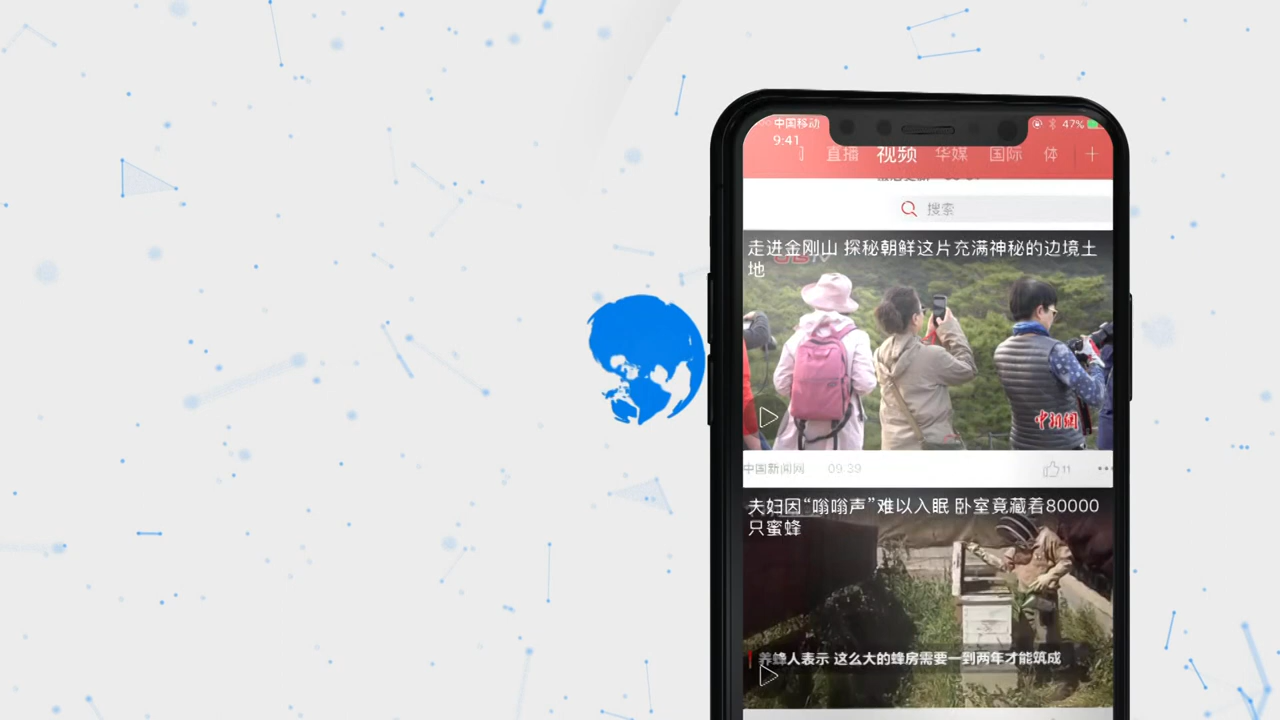 中国移动
47%
9:41
直播 视频 华媒 国际 体
搜索
走进金刚山 探秘朝鲜这片充满神秘的边境土
地
中新网
中国新闻网 09:39
11
夫妇因“嗡嗡声”难以入眠 卧室竟藏着80000
只蜜蜂
养蜂人表示 这么大的蜂房需要一到两年才能筑成